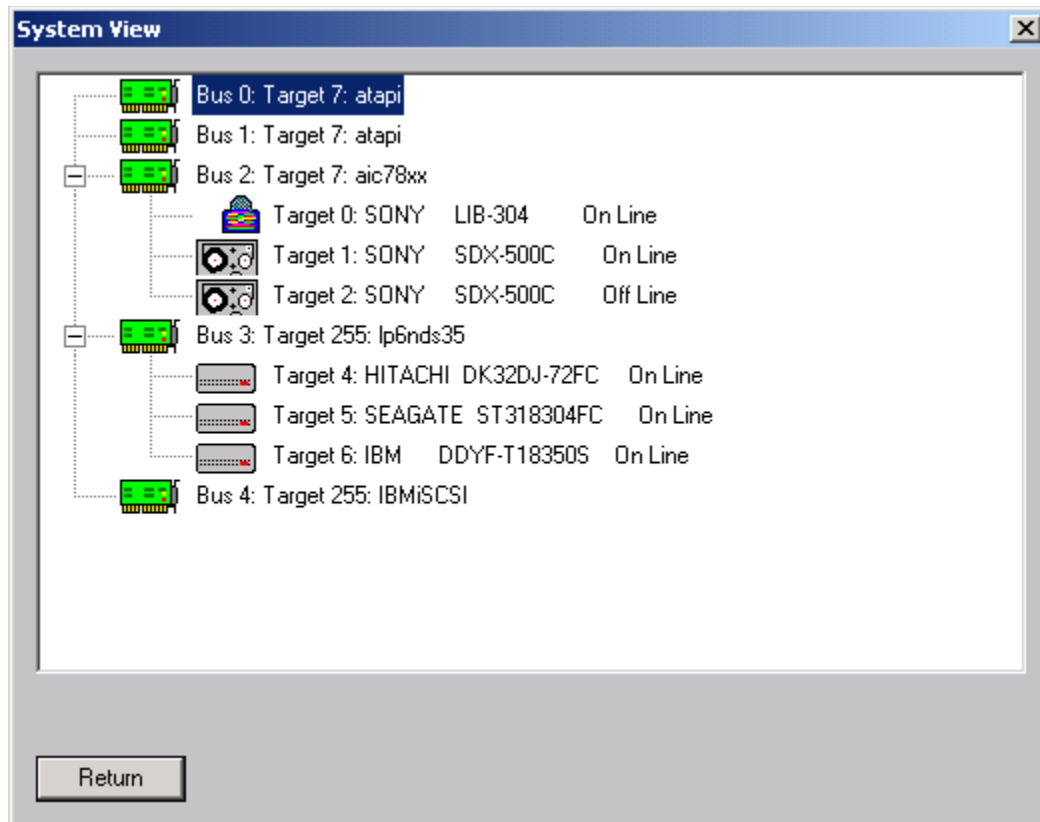 System View
Bus 0: Target 7: atapi
Bus 1: Target 7: atapi
Bus 2: Target 7: aic78xx
Target 0: SONY LIB-304 On Line
Target 1: SONY SDX-500C On Line
Target 2: SONY SDX-500C Off Line
Bus 3: Target 255: lp6nds35
Target 4: HITACHI DK32DJ-72FC On Line
Target 5: SEAGATE ST318304FC On Line
Target 6: IBM DDYF-T18350S On Line
Bus 4: Target 255: IBMiSCSI
Return